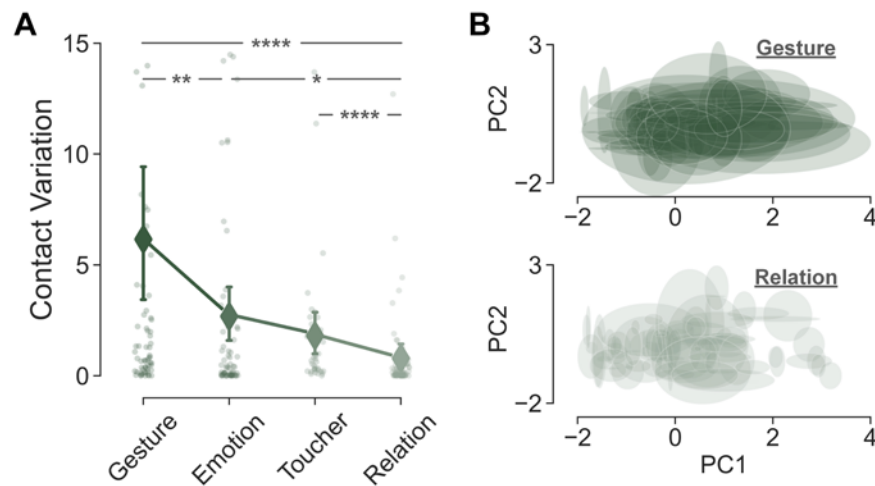 A
B
15
10
5
0
Contact Variation
****
**
*
****
Gesture
Emotion
Toucher
Relation
3
−2
PC2
Gesture
−2
0
2
4
3
−2
PC2
Relation
−2
0
2
4
PC1